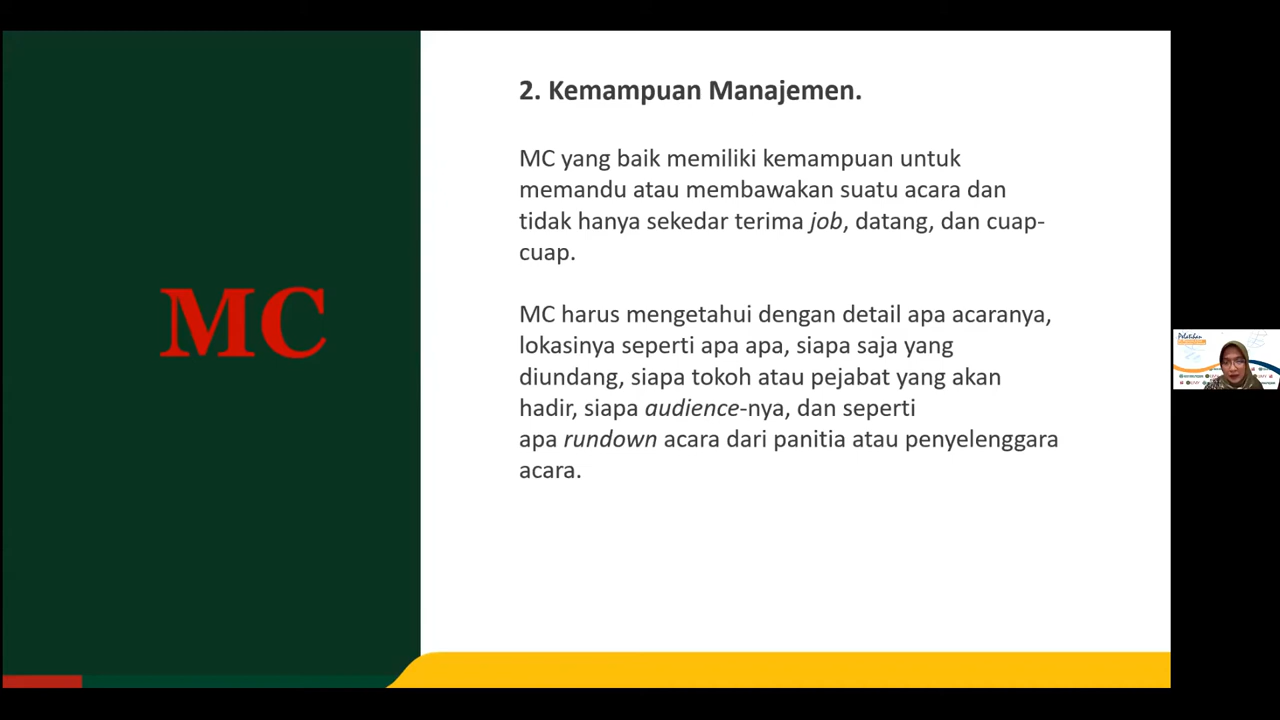 2. Kemampuan Manajemen.
MC yang baik memiliki kemampuan untuk
memandu atau membawakan suatu acara dan
tidak hanya sekedar terima job, datang, dan cuap-
cuap.
MC
MC harus mengetahui dengan detail apa acaranya,
lokasinya seperti apa apa, siapa saja yang
diundang, siapa tokoh atau pejabat yang akan
hadir, siapa audience-nya, dan seperti
apa rundown acara dari panitia atau penyelenggara
acara.
Pelatihan